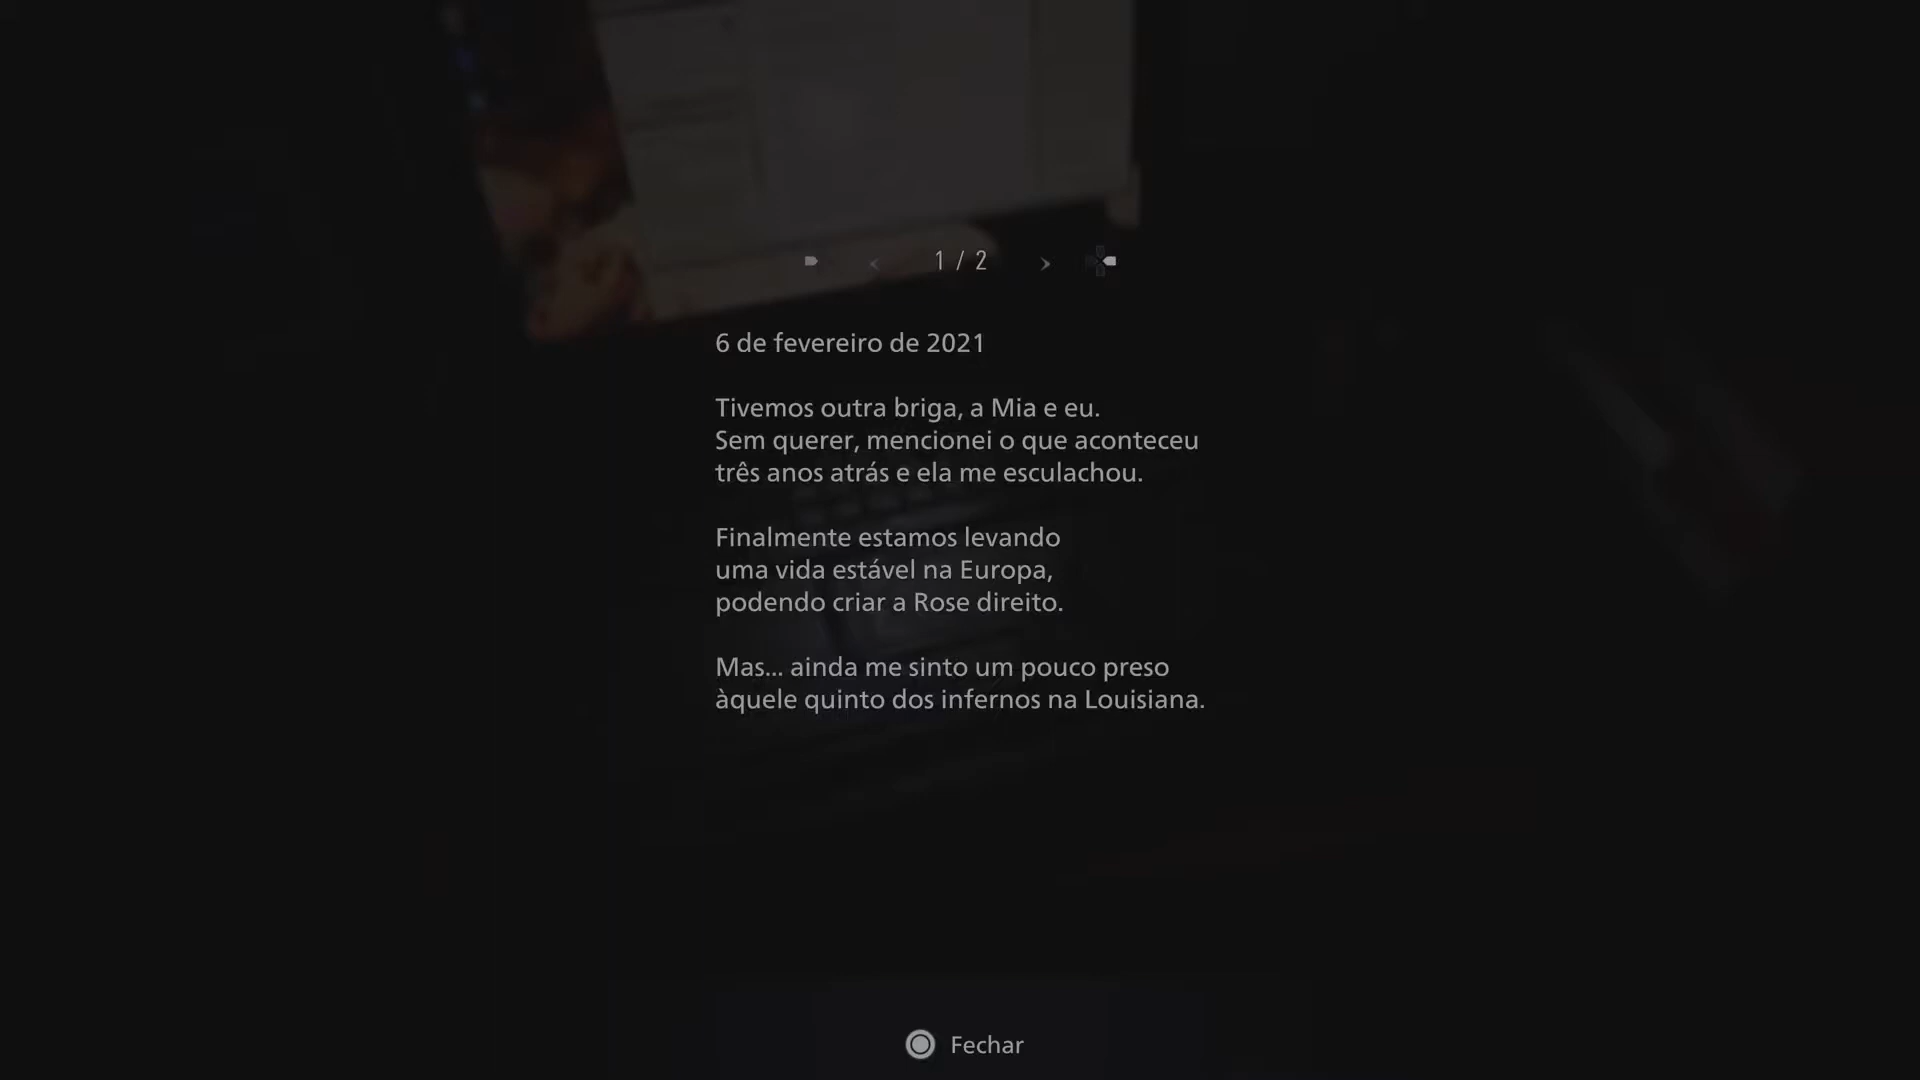 1 / 2
6 de fevereiro de 2021
Tivemos outra briga, a Mia e eu.
Sem querer, mencionei o que aconteceu
três anos atrás e ela me esculachou.
Finalmente estamos levando
uma vida estável na Europa,
podendo criar a Rose direito.
Mas... ainda me sinto um pouco preso
àquele quinto dos infernos na Louisiana.
Fechar